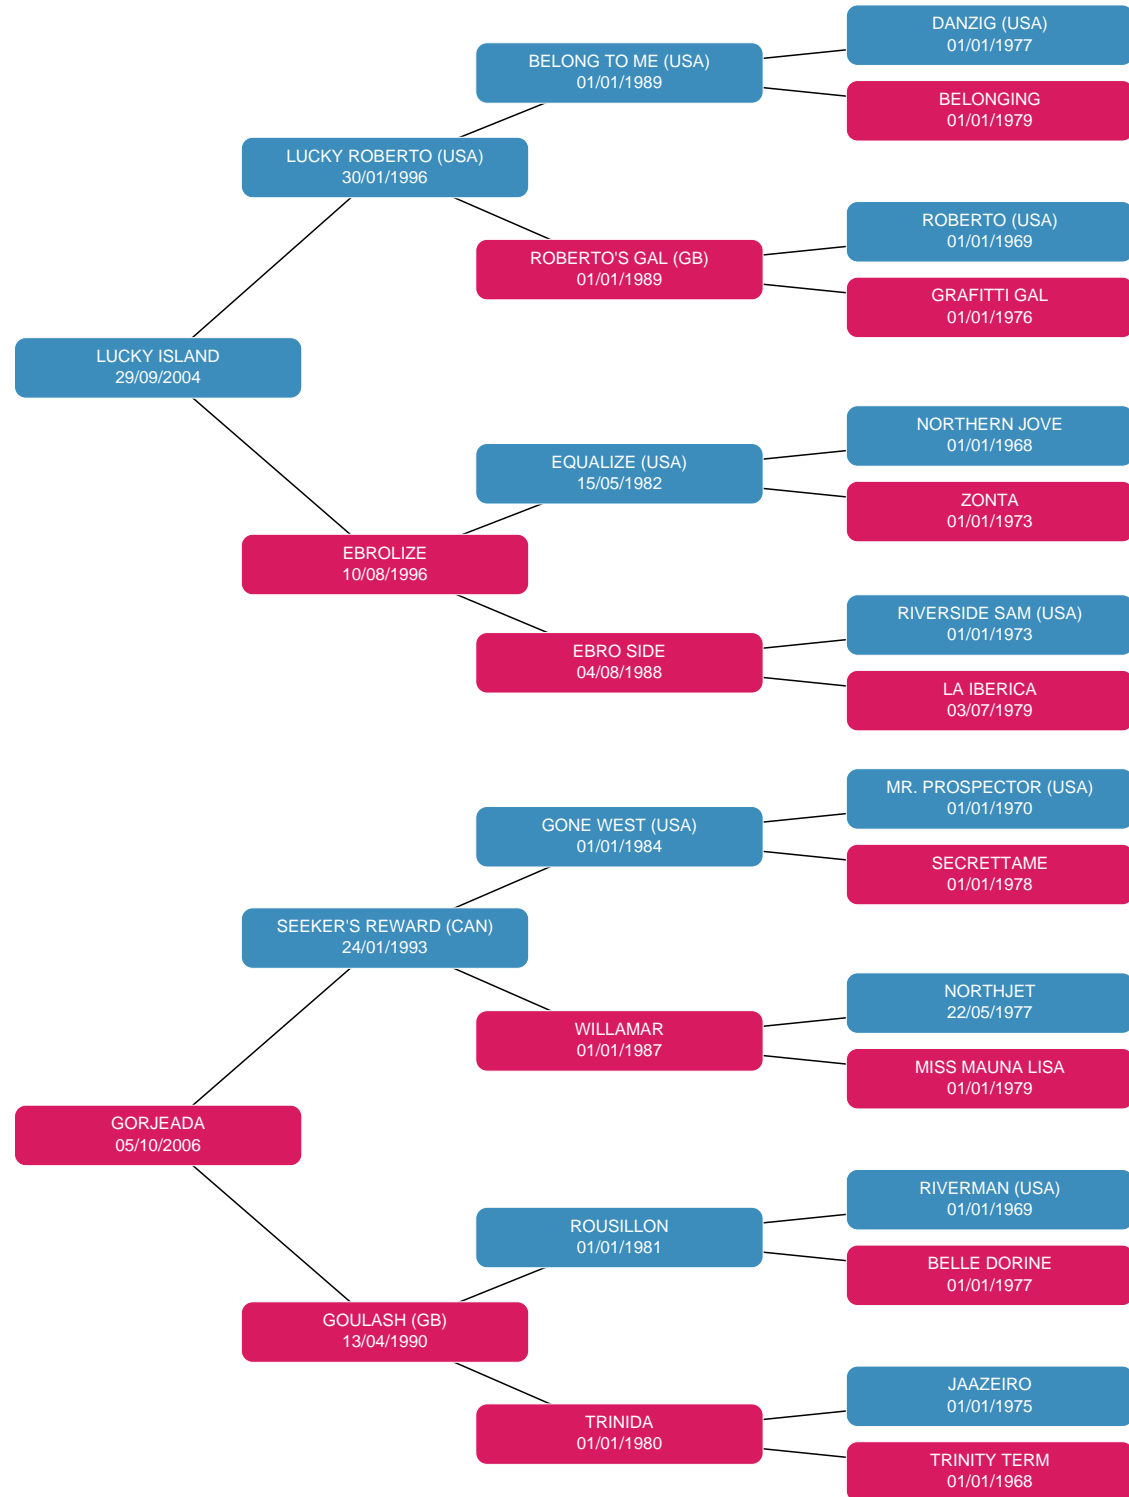 DANZIG (USA)
01/01/1977
BELONG TO ME (USA)
01/01/1989
BELONGING
01/01/1979
LUCKY ROBERTO (USA)
30/01/1996
ROBERTO (USA)
01/01/1969
ROBERTO'S GAL (GB)
01/01/1989
GRAFITTI GAL
01/01/1976
LUCKY ISLAND
29/09/2004
NORTHERN JOVE
01/01/1968
EQUALIZE (USA)
15/05/1982
ZONTA
01/01/1973
EBROLIZE
10/08/1996
RIVERSIDE SAM (USA)
01/01/1973
EBRO SIDE
04/08/1988
LA IBERICA
03/07/1979
MR. PROSPECTOR (USA)
01/01/1970
GONE WEST (USA)
01/01/1984
SECRETTAME
01/01/1978
SEEKER'S REWARD (CAN)
24/01/1993
NORTHJET
22/05/1977
WILLAMAR
01/01/1987
MISS MAUNA LISA
01/01/1979
GORJEADA
05/10/2006
RIVERMAN (USA)
01/01/1969
ROUSILLON
01/01/1981
BELLE DORINE
01/01/1977
GOULASH (GB)
13/04/1990
JAAZEIRO
01/01/1975
TRINIDA
01/01/1980
TRINITY TERM
01/01/1968